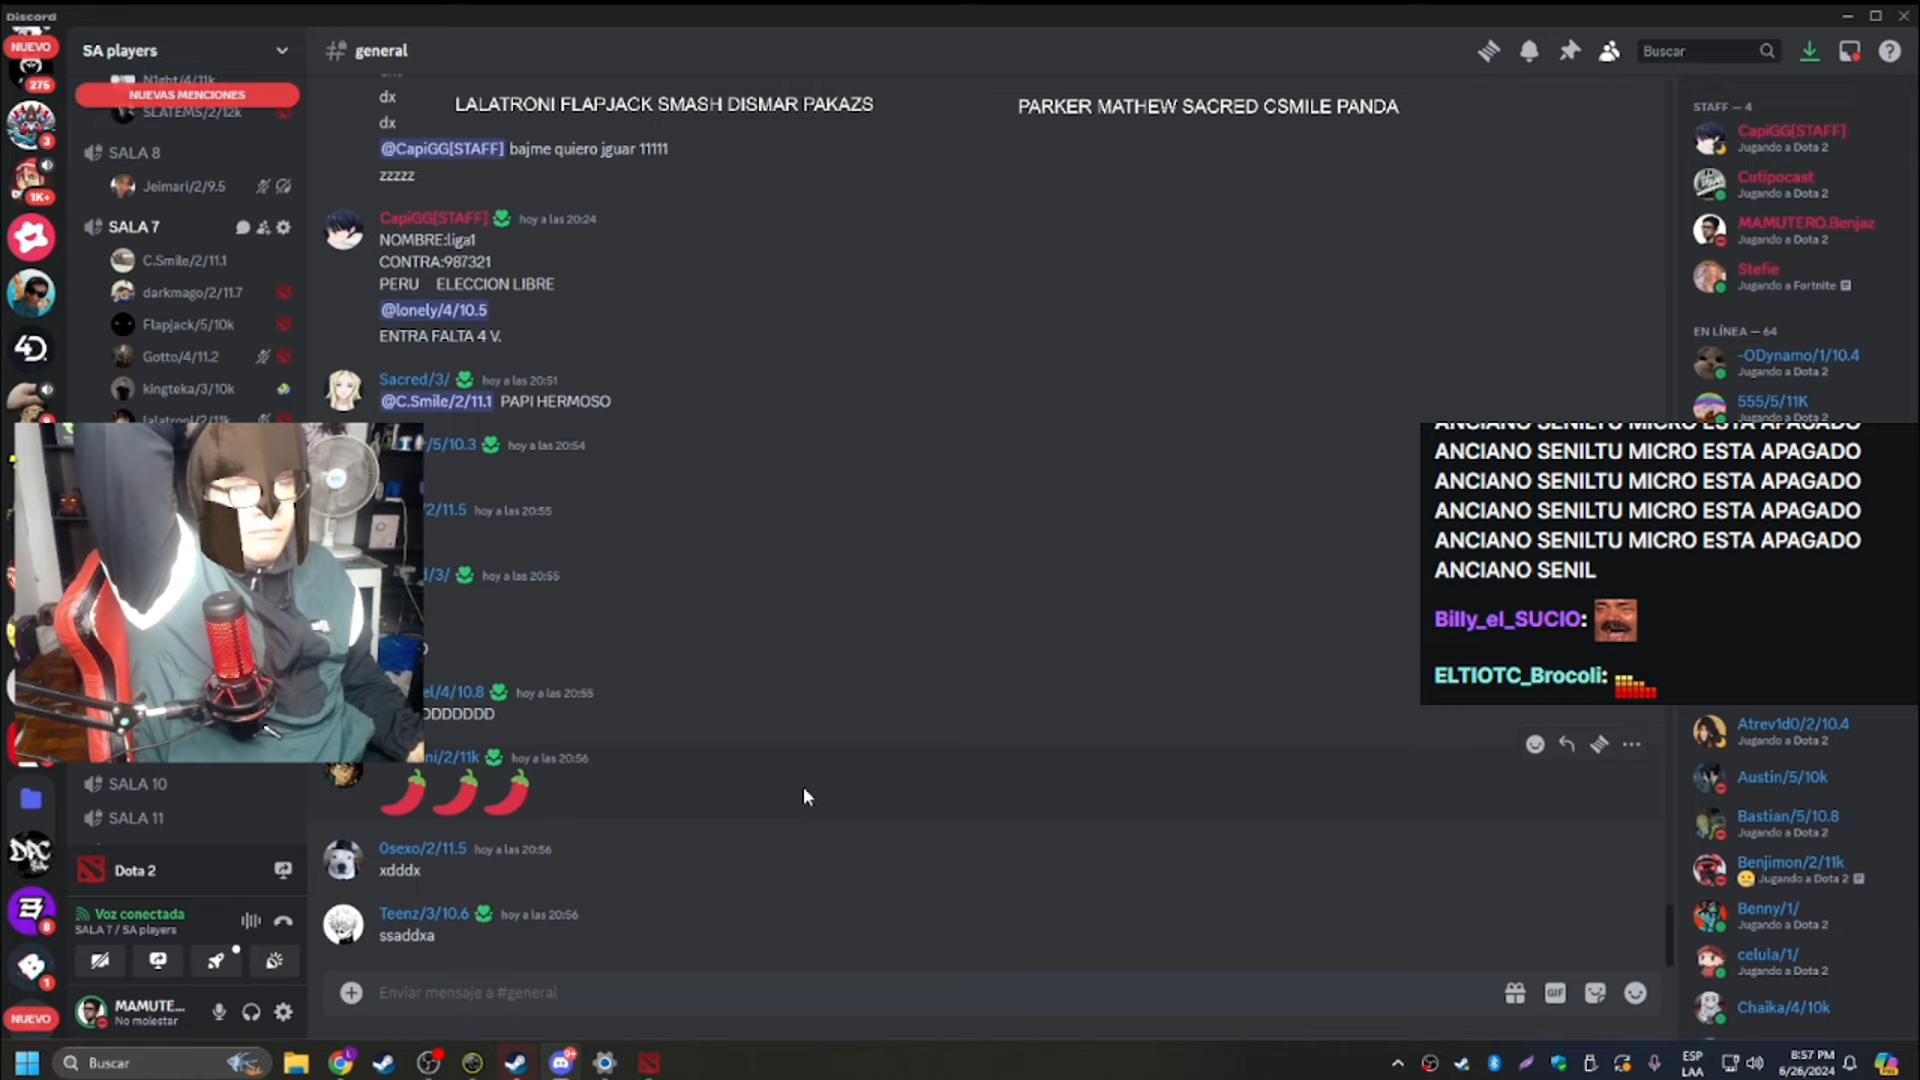 Discord
NUEVO
275
3
1K+
8
1
NUEVO
SA players
N1ght/4/11k
NUEVAS MENCIONES
SLATEMS/2/12k
SALA 8
Jeimari/2/9.5
SALA 7
C.Smile/2/11.1
darkmago/2/11.7
Flapjack/5/10k
Gotto/4/11.2
kingteka/3/10k
lalatroni/2/11k
SALA 10
SALA 11
Dota 2
Voz conectada
SALA 7 / SA players
MAMUTE...
No molestar
general
Buscar
dx
dx
LALATRONI FLAPJACK SMASH DISMAR PAKAZS
PARKER MATHEW SACRED CSMILE PANDA
@CapiGG[STAFF] bajme quiero jguar 11111
zzzzz
CapiGG[STAFF] hoy a las 20:24
NOMBRE:liga1
CONTRA:987321
PERU ELECCION LIBRE
@lonely/4/10.5
ENTRA FALTA 4 V.
Sacred/3/ hoy a las 20:51
@C.Smile/2/11.1 PAPI HERMOSO
/5/10.3 hoy a las 20:54
/2/11.5 hoy a las 20:55
/3/ hoy a las 20:55
el/4/10.8 hoy a las 20:55
DDDDDDD
ni/2/11k hoy a las 20:56
0sexo/2/11.5 hoy a las 20:56
xdddx
Teenz/3/10.6 hoy a las 20:56
ssaddxa
Enviar mensaje a #general
GIF
STAFF — 4
CapiGG[STAFF]
Jugando a Dota 2
Cutipocast
Jugando a Dota 2
MAMUTERO.Benjaz
Jugando a Dota 2
Stefie
Jugando a Fortnite
EN LÍNEA — 64
-ODynamo/1/10.4
Jugando a Dota 2
555/5/11K
Jugando a Dota 2
ANCIANO SENILTU MICRO ESTA APAGADO
ANCIANO SENILTU MICRO ESTA APAGADO
ANCIANO SENILTU MICRO ESTA APAGADO
ANCIANO SENILTU MICRO ESTA APAGADO
ANCIANO SENILTU MICRO ESTA APAGADO
ANCIANO SENIL
Billy_el_SUCIO:
ELTIOTC_Brocoli:
Atrev1d0/2/10.4
Jugando a Dota 2
Austin/5/10k
Bastian/5/10.8
Jugando a Dota 2
Benjimon/2/11k
Jugando a Dota 2
Benny/1/
Jugando a Dota 2
celula/1/
Jugando a Dota 2
Chaika/4/10k
Buscar
ESP
LAA
8:57 PM
6/26/2024